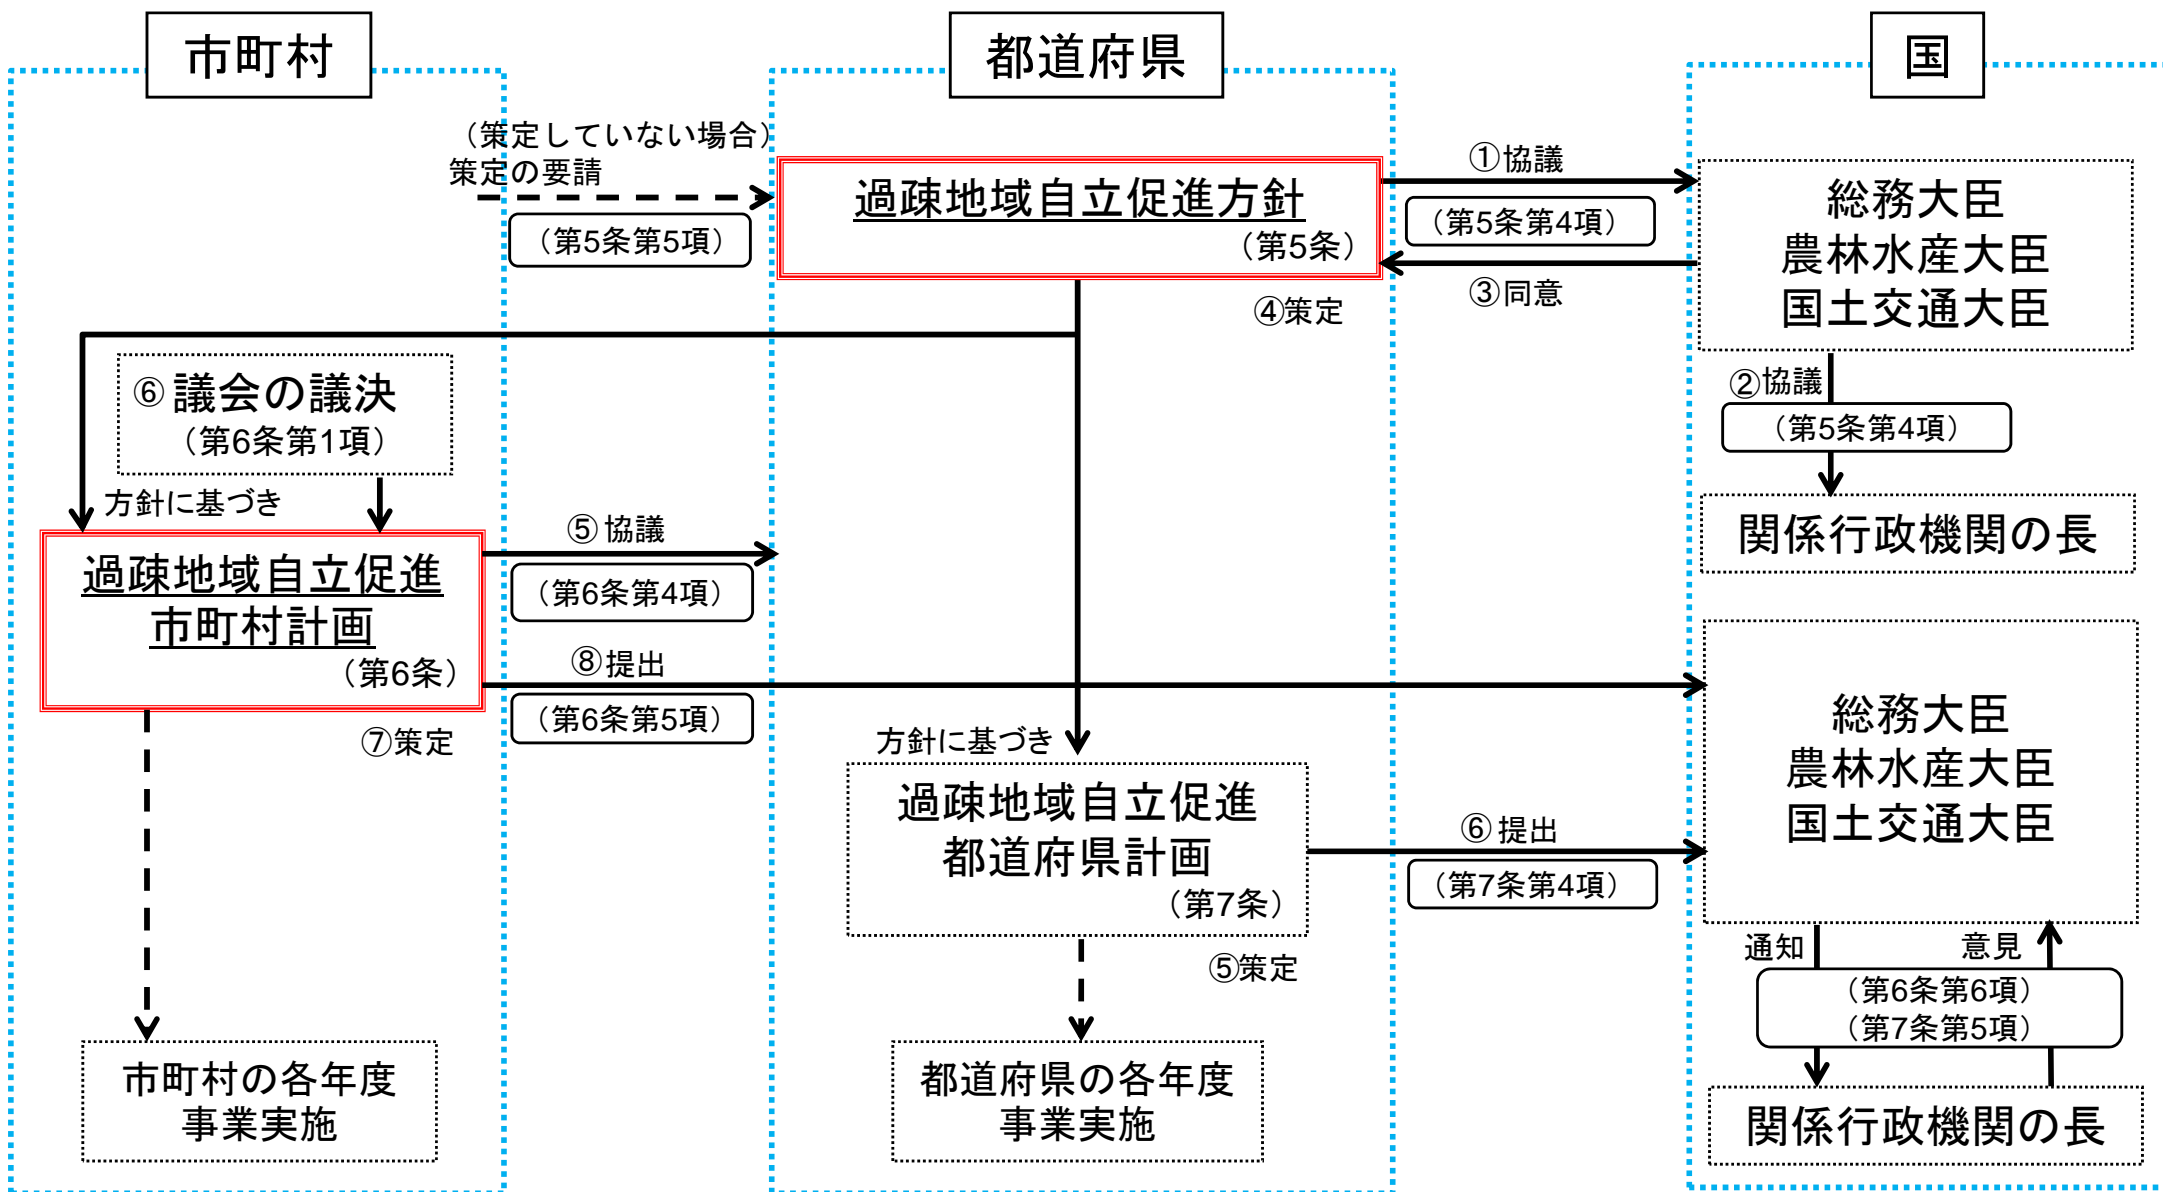 市町村
都道府県
国
（策定していない場合）
策定の要請
（第5条第5項）
過疎地域自立促進方針
（第5条）
①協議
（第5条第4項）
③同意
④策定
総務大臣
農林水産大臣
国土交通大臣
②協議
（第5条第4項）
関係行政機関の長
⑥議会の議決
（第6条第1項）
方針に基づき
過疎地域自立促進
市町村計画
（第6条）
⑤協議
（第6条第4項）
⑧提出
（第6条第5項）
⑦策定
方針に基づき
過疎地域自立促進
都道府県計画
（第7条）
⑤策定
⑥提出
（第7条第4項）
総務大臣
農林水産大臣
国土交通大臣
通知
意見
（第6条第6項）
（第7条第5項）
関係行政機関の長
市町村の各年度
事業実施
都道府県の各年度
事業実施